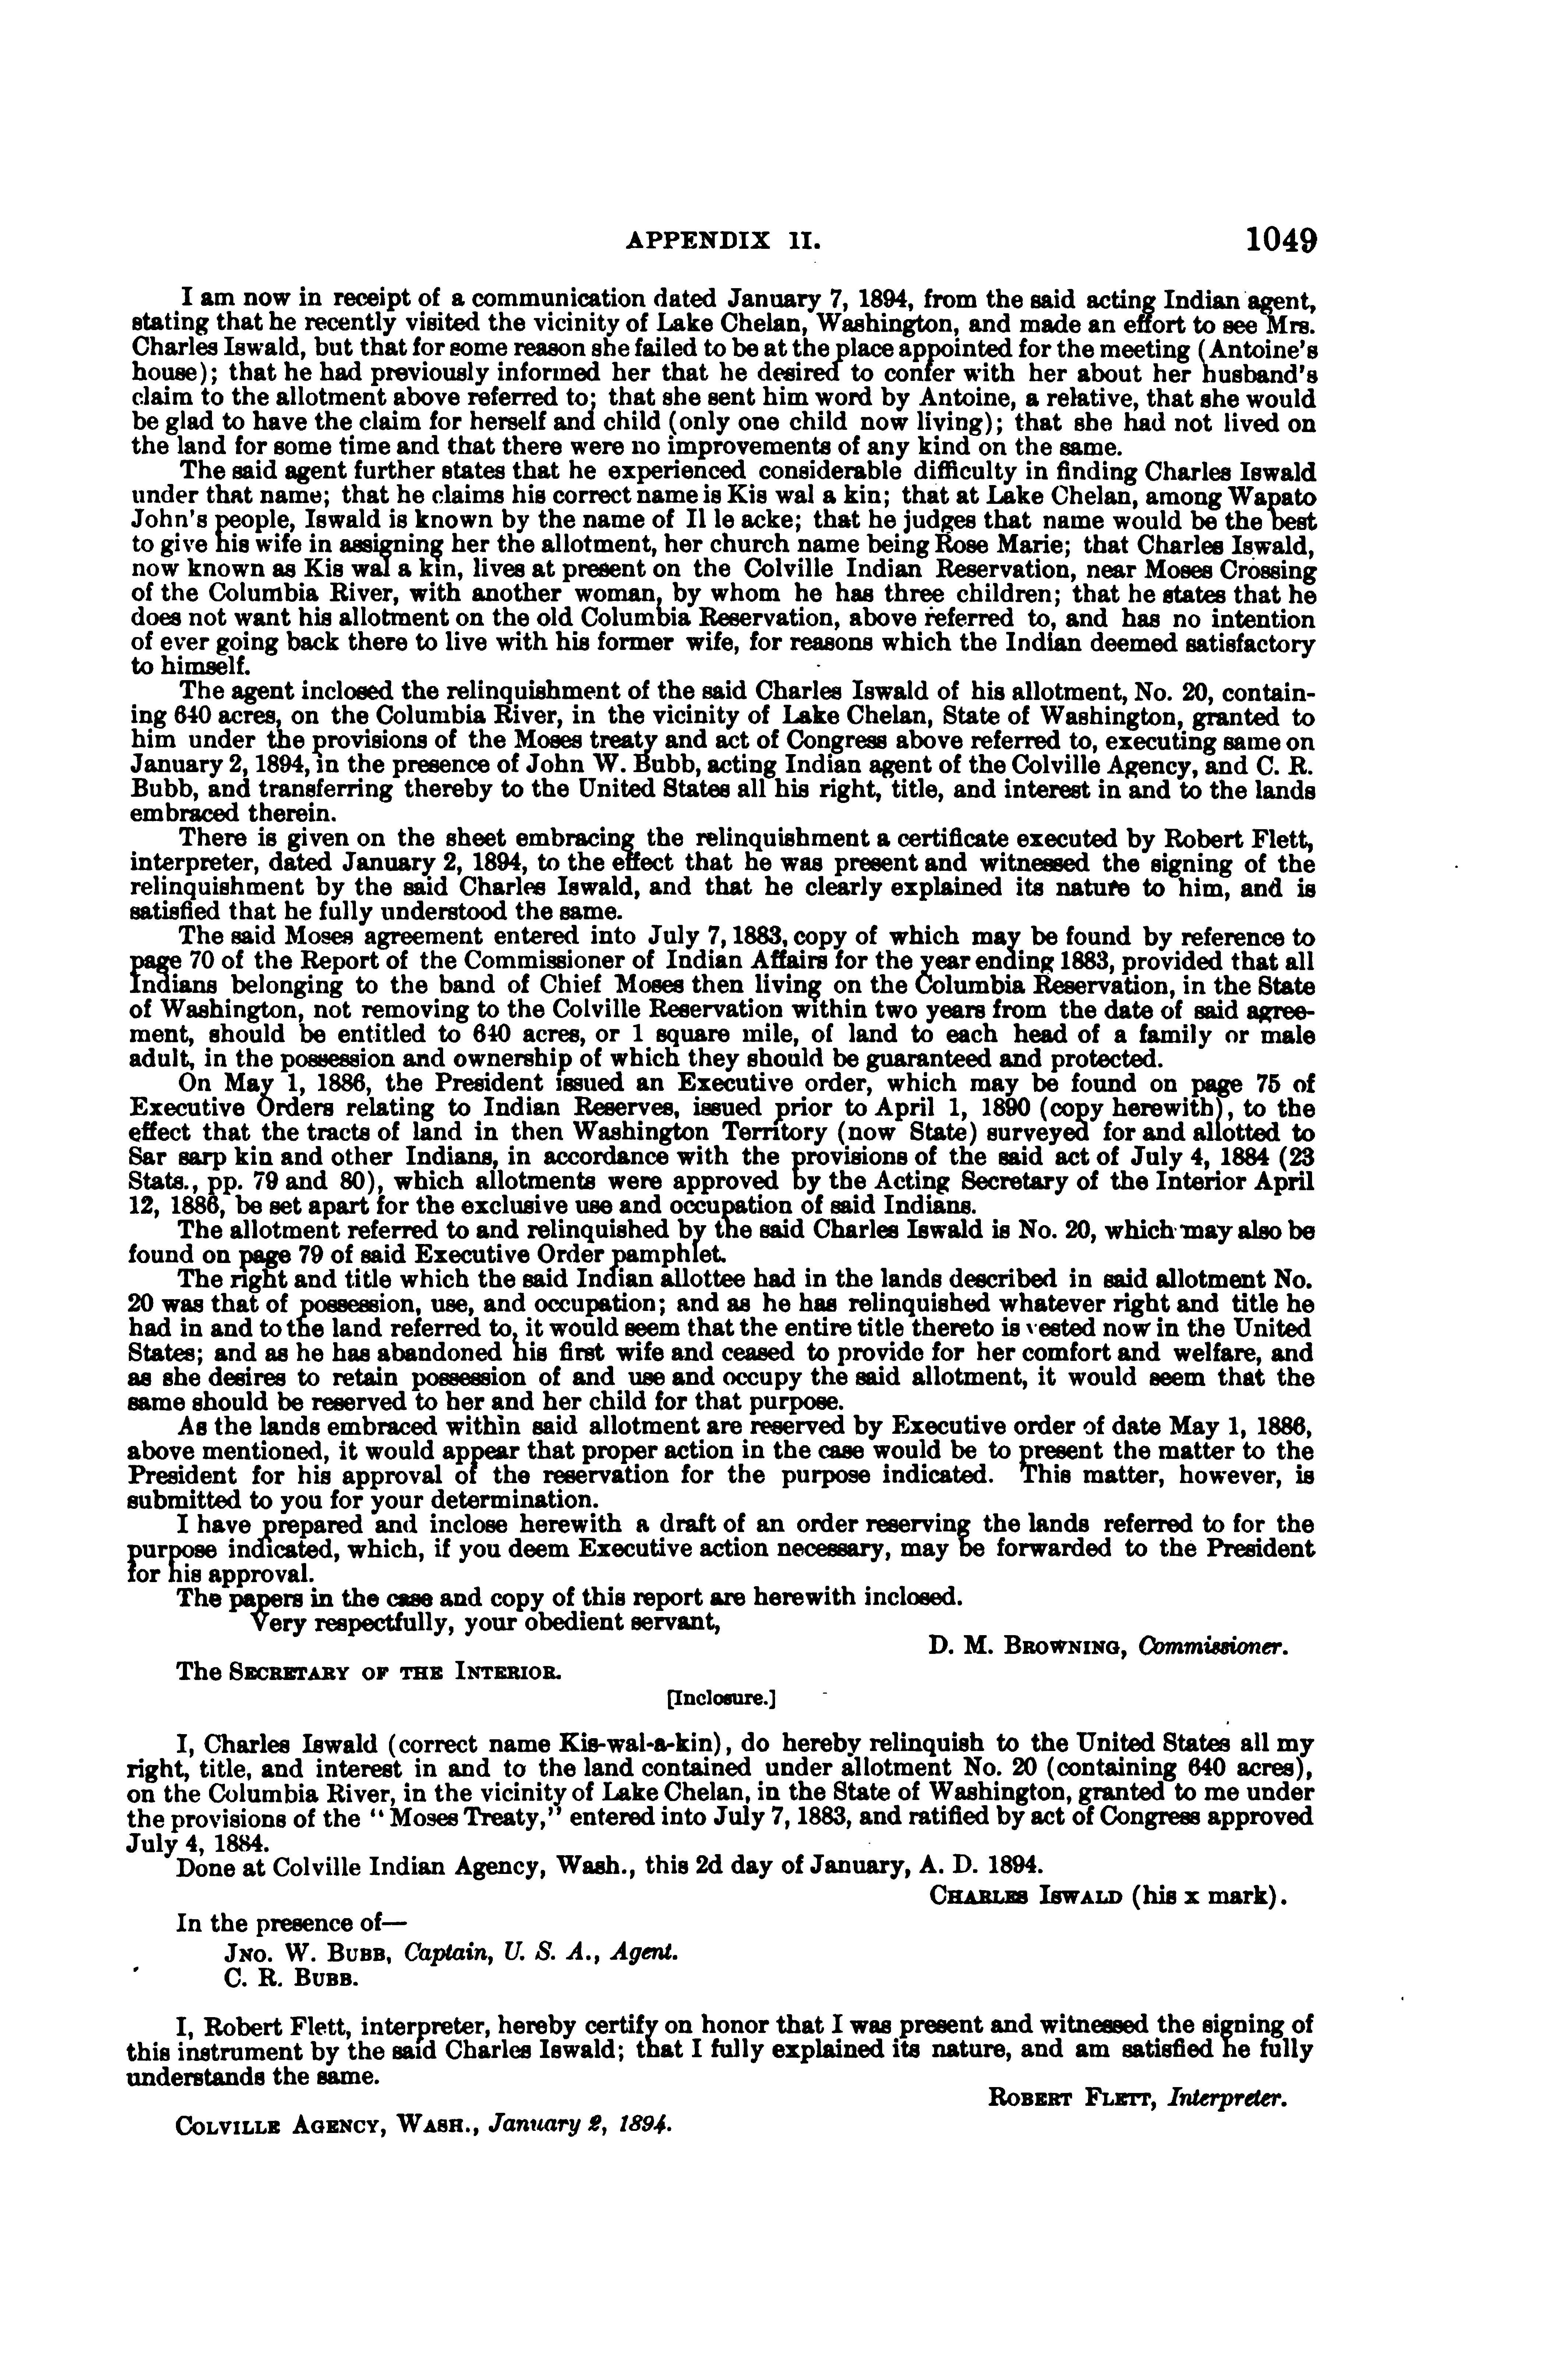 APPENDIX II. 1049
I am now in receipt of a communication dated January 7, 1894, from the said acting Indian agent,
stating that he recently visited the vicinity of Lake Chelan, Washington, and made an effort to see Mrs.
Charles Iswald, but that for some reason she failed to be at the place appointed for the meeting (Antoine's
house); that he had previously informed her that he desired to confer with her about her husband's
claim to the allotment above referred to; that she sent him word by Antoine, a relative, that she would
be glad to have the claim for herself and child (only one child now living); that she had not lived on
the land for some time and that there were no improvements of any kind on the same.
The said agent further states that he experienced considerable difficulty in finding Charles Iswald
under that name; that he claims his correct name is Kis wal a kin; that at Lake Chelan, among Wapato
John's people, Iswald is known by the name of Il le acke; that he judges that name would be the best
to give his wife in assigning her the allotment, her church name being Rose Marie; that Charles Iswald,
now known as Kis wal a kin, lives at present on the Colville Indian Reservation, near Moses Crossing
of the Columbia River, with another woman, by whom he has three children; that he states that he
does not want his allotment on the old Columbia Reservation, above referred to, and has no intention
of ever going back there to live with his former wife, for reasons which the Indian deemed satisfactory
to himself.
The agent inclosed the relinquishment of the said Charles Iswald of his allotment, No. 20, contain-
ing 640 acres, on the Columbia River, in the vicinity of Lake Chelan, State of Washington, granted to
him under the provisions of the Moses treaty and act of Congress above referred to, executing same on
January 2, 1894, in the presence of John W. Bubb, acting Indian agent of the Colville Agency, and C. R.
Bubb, and transferring thereby to the United States all his right, title, and interest in and to the lands
embraced therein.
There is given on the sheet embracing the relinquishment a certificate executed by Robert Flett,
interpreter, dated January 2, 1894, to the effect that he was present and witnessed the signing of the
relinquishment by the said Charles Iswald, and that he clearly explained its nature to him, and is
satisfied that he fully understood the same.
The said Moses agreement entered into July 7, 1883, copy of which may be found by reference to
page 70 of the Report of the Commissioner of Indian Affairs for the year ending 1883, provided that all
Indians belonging to the band of Chief Moses then living on the Columbia Reservation, in the State
of Washington, not removing to the Colville Reservation within two years from the date of said agree-
ment, should be entitled to 640 acres, or 1 square mile, of land to each head of a family or male
adult, in the possession and ownership of which they should be guaranteed and protected.
On May 1, 1886, the President issued an Executive order, which may be found on page 75 of
Executive Orders relating to Indian Reserves, issued prior to April 1, 1890 (copy herewith), to the
effect that the tracts of land in then Washington Territory (now State) surveyed for and allotted to
Sar sarp kin and other Indians, in accordance with the provisions of the said act of July 4, 1884 (23
Stats., pp. 79 and 80), which allotments were approved by the Acting Secretary of the Interior April
12, 1886, be set apart for the exclusive use and occupation of said Indians.
The allotment referred to and relinquished by the said Charles Iswald is No. 20, which may also be
found on page 79 of said Executive Order pamphlet.
The right and title which the said Indian allottee had in the lands described in said allotment No.
20 was that of possession, use, and occupation; and as he has relinquished whatever right and title he
had in and to the land referred to, it would seem that the entire title thereto is vested now in the United
States; and as he has abandoned his first wife and ceased to provide for her comfort and welfare, and
as she desires to retain possession of and use and occupy the said allotment, it would seem that the
same should be reserved to her and her child for that purpose.
As the lands embraced within said allotment are reserved by Executive order of date May 1, 1886,
above mentioned, it would appear that proper action in the case would be to present the matter to the
President for his approval of the reservation for the purpose indicated. This matter, however, is
submitted to you for your determination.
I have prepared and inclose herewith a draft of an order reserving the lands referred to for the
purpose indicated, which, if you deem Executive action necessary, may be forwarded to the President
for his approval.
The papers in the case and copy of this report are herewith inclosed.
Very respectfully, your obedient servant,
D. M. BROWNING, Commissioner.
The SECRETARY OF THE INTERIOR.
[Inclosure.]
I, Charles Iswald (correct name Kis-wal-a-kin), do hereby relinquish to the United States all my
right, title, and interest in and to the land contained under allotment No. 20 (containing 640 acres),
on the Columbia River, in the vicinity of Lake Chelan, in the State of Washington, granted to me under
the provisions of the "Moses Treaty," entered into July 7, 1883, and ratified by act of Congress approved
July 4, 1884.
Done at Colville Indian Agency, Wash., this 2d day of January, A. D. 1894.
CHARLES ISWALD (his x mark).
In the presence of—
JNO. W. BUBB, Captain, U. S. A., Agent.
C. R. BUBB.
I, Robert Flett, interpreter, hereby certify on honor that I was present and witnessed the signing of
this instrument by the said Charles Iswald; that I fully explained its nature, and am satisfied he fully
understands the same.
ROBERT FLETT, Interpreter.
COLVILLE AGENCY, WASH., January 2, 1894.